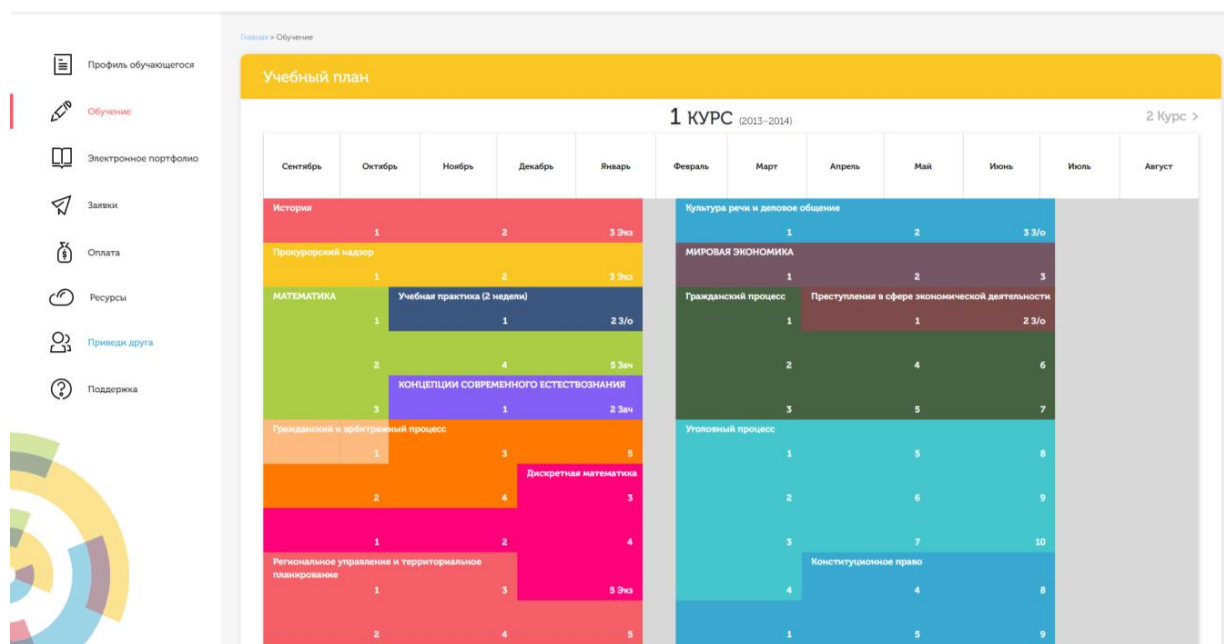 Главная > Обучение
Профиль обучающегося
Обучение
Электронное портфолио
Заявки
Оплата
Ресурсы
Приведи друга
Поддержка
Учебный план
1 КУРС (2013-2014)
2 Курс >
Сентябрь Октябрь Ноябрь Декабрь Январь Февраль Март Апрель Май Июнь Июль Август
История Культура речи и деловое общение
1 2 3 Экз 1 2 3 З/о
Прокурорский надзор МИРОВАЯ ЭКОНОМИКА
1 2 3 Экз 1 2 3
МАТЕМАТИКА Учебная практика (2 недели) Гражданский процесс Преступления в сфере экономической деятельности
1 1 2 З/о 1 1 2 З/о
2 4 5 Зач 2 4 6
КОНЦЕПЦИИ СОВРЕМЕННОГО ЕСТЕСТВОЗНАНИЯ
3 1 2 Зач 3 5 7
Гражданский и арбитражный процесс Уголовный процесс
1 3 5 1 5 8
Дискретная математика
2 4 3 2 6 9
1 2 4 3 7 10
Региональное управление и территориальное Конституционное право
планирование
1 3 5 Экз 4 4 8
2 4 5 1 5 9